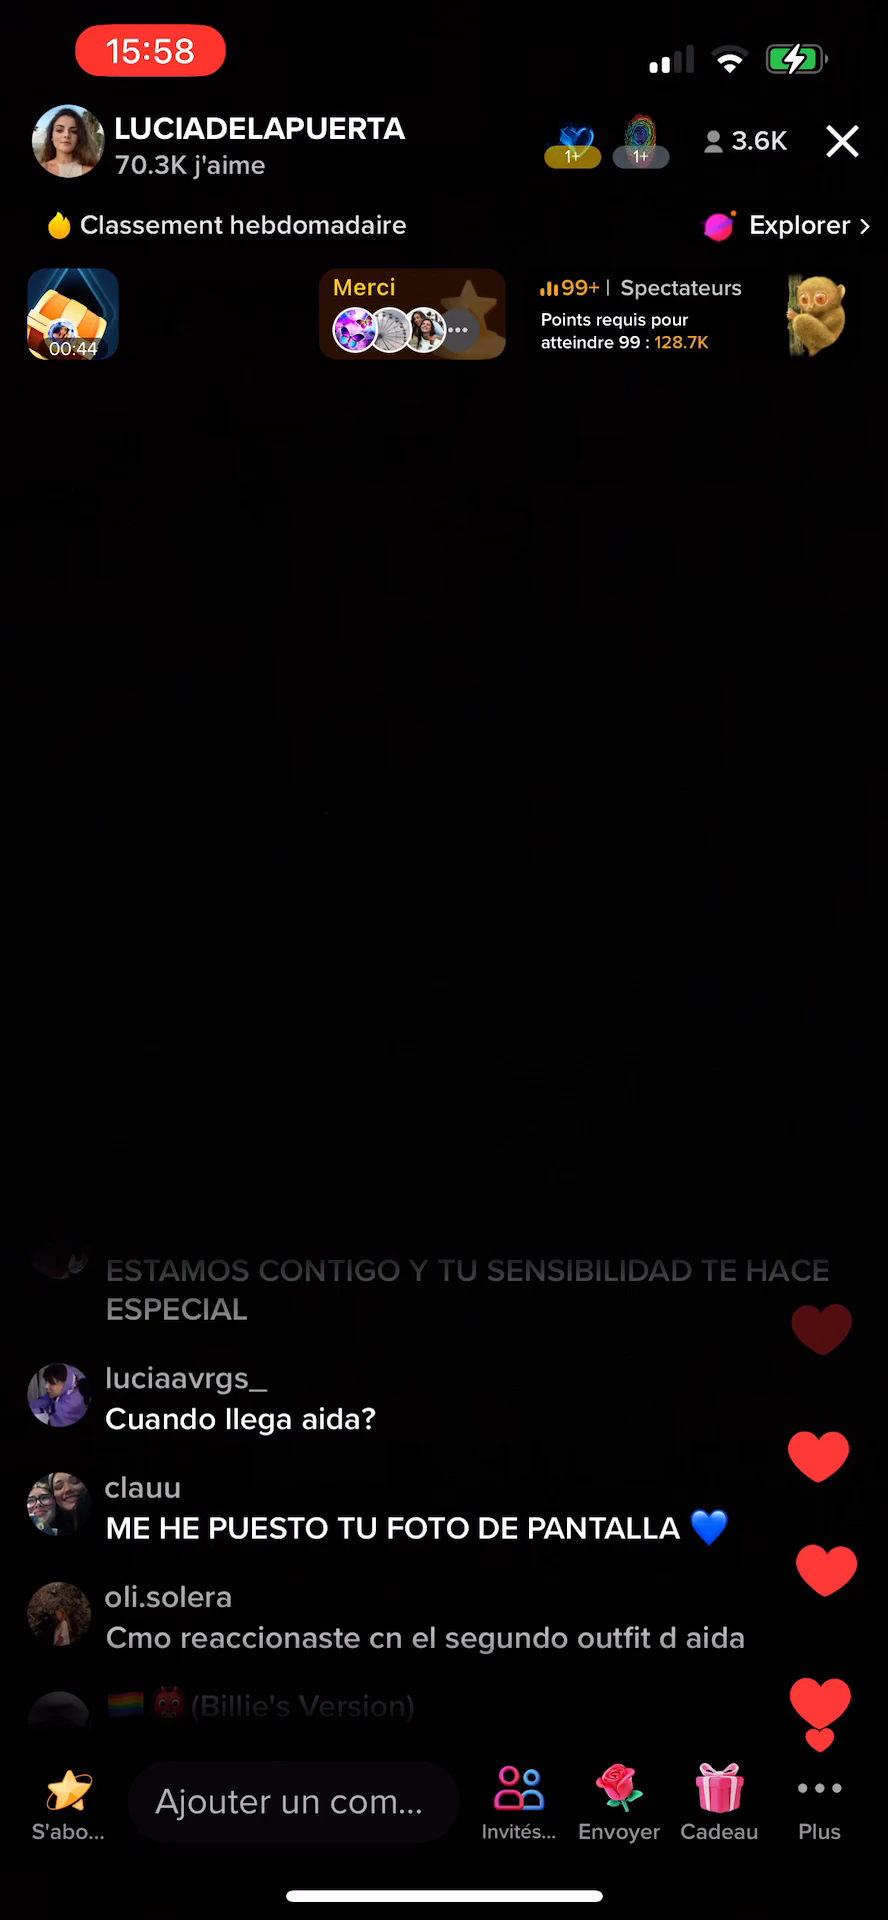 15:58
LUCIADELAPUERTA
70.3K j'aime
1+
1+
3.6K
Classement hebdomadaire
Explorer >
00:44
Merci
99+ | Spectateurs
Points requis pour
atteindre 99 : 128.7K
ESTAMOS CONTIGO Y TU SENSIBILIDAD TE HACE
ESPECIAL
luciaavrgs_
Cuando llega aida?
clauu
ME HE PUESTO TU FOTO DE PANTALLA 💙
oli.solera
Cmo reaccionaste cn el segundo outfit d aida
🏳️‍🌈👹(Billie's Version)
Ajouter un com...
S'abo...
Invités...
Envoyer
Cadeau
Plus